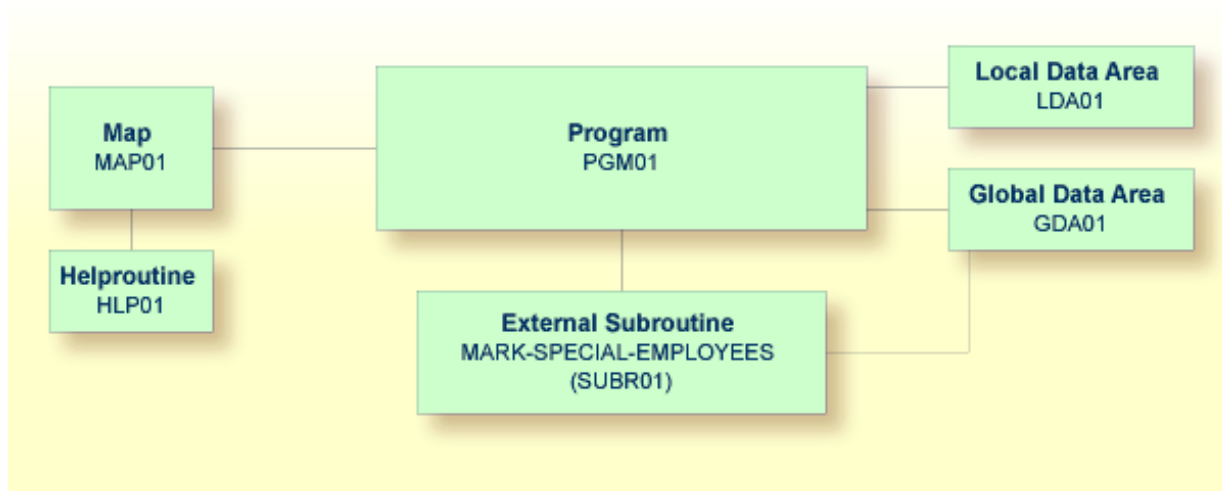 Map
MAP01
Helproutine
HLP01
Program
PGM01
External Subroutine
MARK-SPECIAL-EMPLOYEES
(SUBR01)
Local Data Area
LDA01
Global Data Area
GDA01